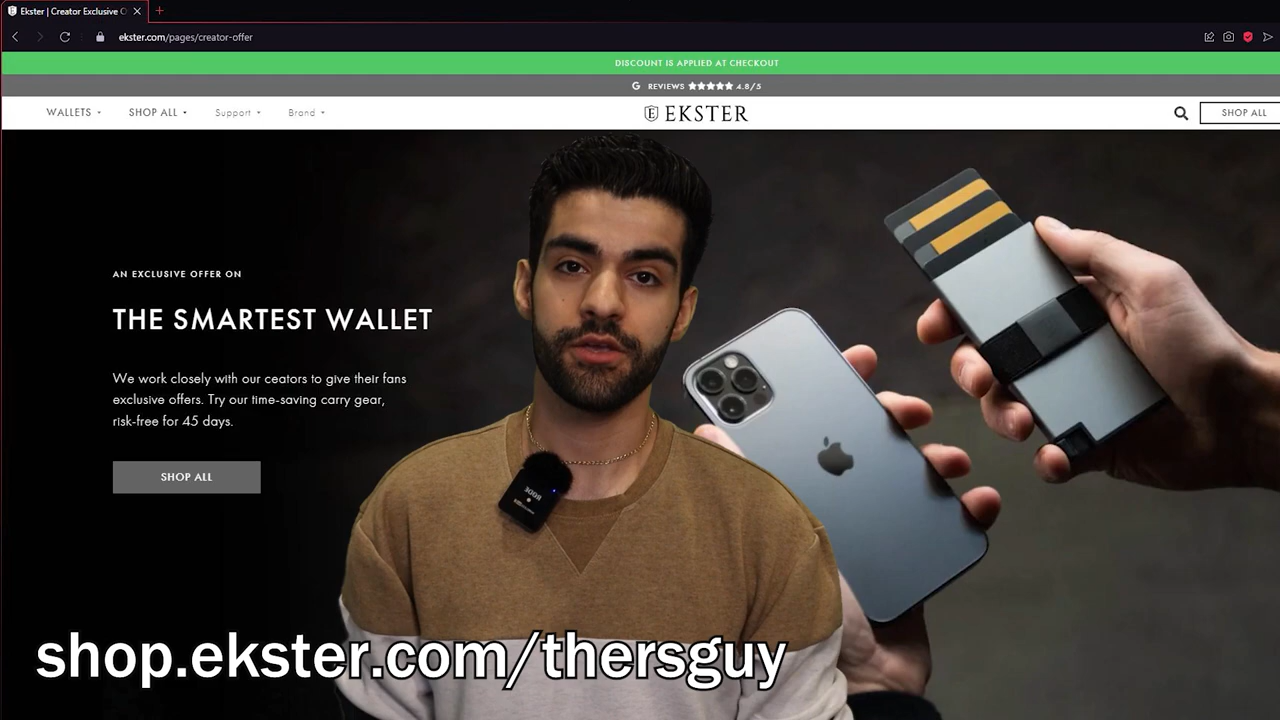 Ekster | Creator Exclusive O
ekster.com/pages/creator-offer
DISCOUNT IS APPLIED AT CHECKOUT
G REVIEWS ★★★★★ 4.8/5
WALLETS SHOP ALL Support Brand EKSTER SHOP ALL
AN EXCLUSIVE OFFER ON
THE SMARTEST WALLET
We work closely with our ceators to give their fans
exclusive offers. Try our time-saving carry gear,
risk-free for 45 days.
SHOP ALL
RODE
shop.ekster.com/thersguy